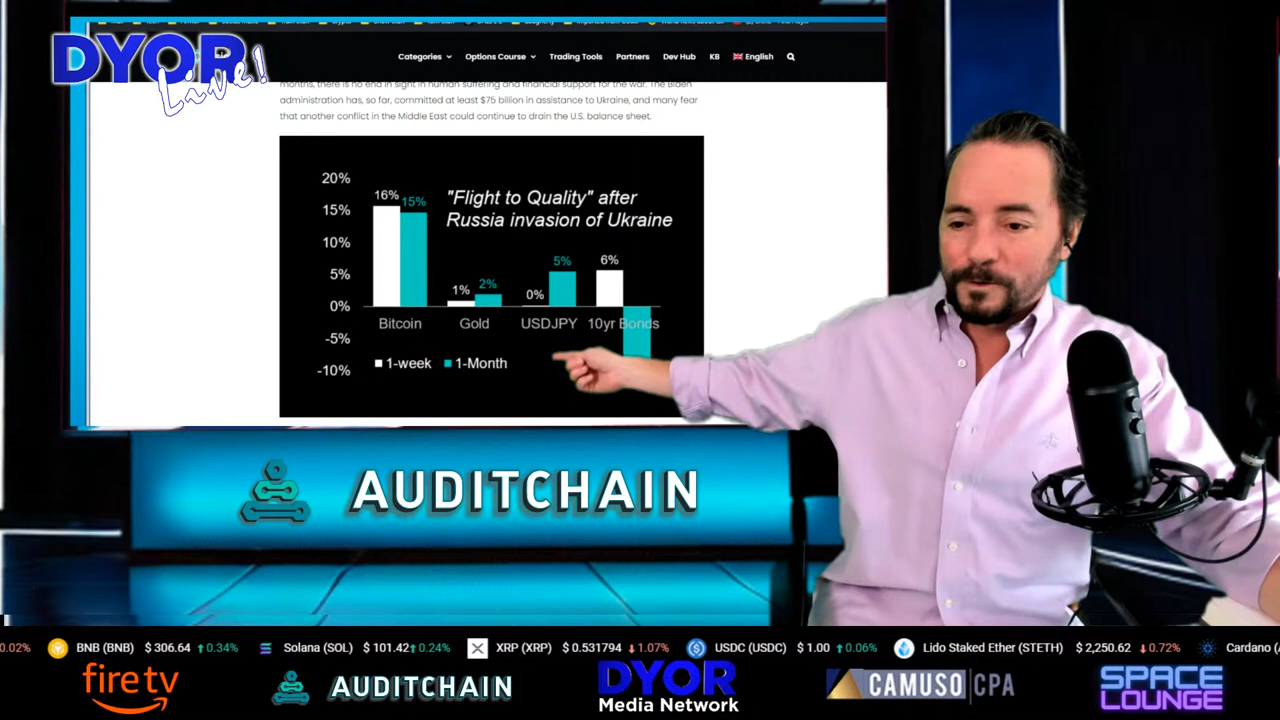 DYOR
Live!
Categories Options Course Trading Tools Partners Dev Hub KB English
months, there is no end in sight in human suffering and financial support for the war. The Biden
administration has, so far, committed at least $75 billion in assistance to Ukraine, and many fear
that another conflict in the Middle East could continue to drain the U.S. balance sheet.
"Flight to Quality" after
Russia invasion of Ukraine
20%
15%
10%
5%
0%
-5%
-10%
16% 15%
1% 2%
0% 5%
6%
Bitcoin Gold USDJPY 10yr Bonds
1-week 1-Month
AUDITCHAIN
0.02% BNB (BNB) $ 306.64 ↑ 0.34% Solana (SOL) $ 101.42 ↑ 0.24% XRP (XRP) $ 0.531794 ↓ 1.07% USDC (USDC) $ 1.00 ↑ 0.06% Lido Staked Ether (STETH) $ 2,250.62 ↓ 0.72% Cardano
fire tv AUDITCHAIN DYOR CAMUSO CPA SPACE
Media Network LOUNGE